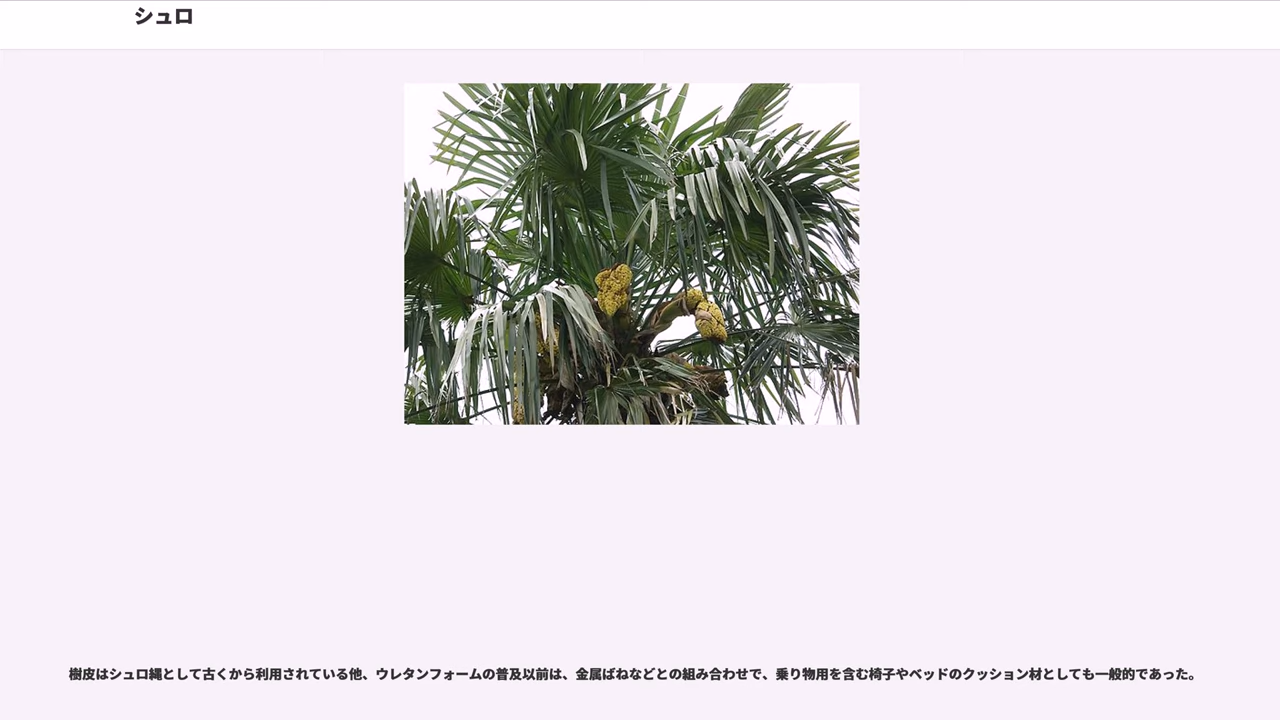 シュロ
樹皮はシュロ縄として古くから利用されている他、ウレタンフォームの普及以前は、金属ばねなどとの組み合わせで、乗り物用を含む椅子やベッドのクッション材としても一般的であった。